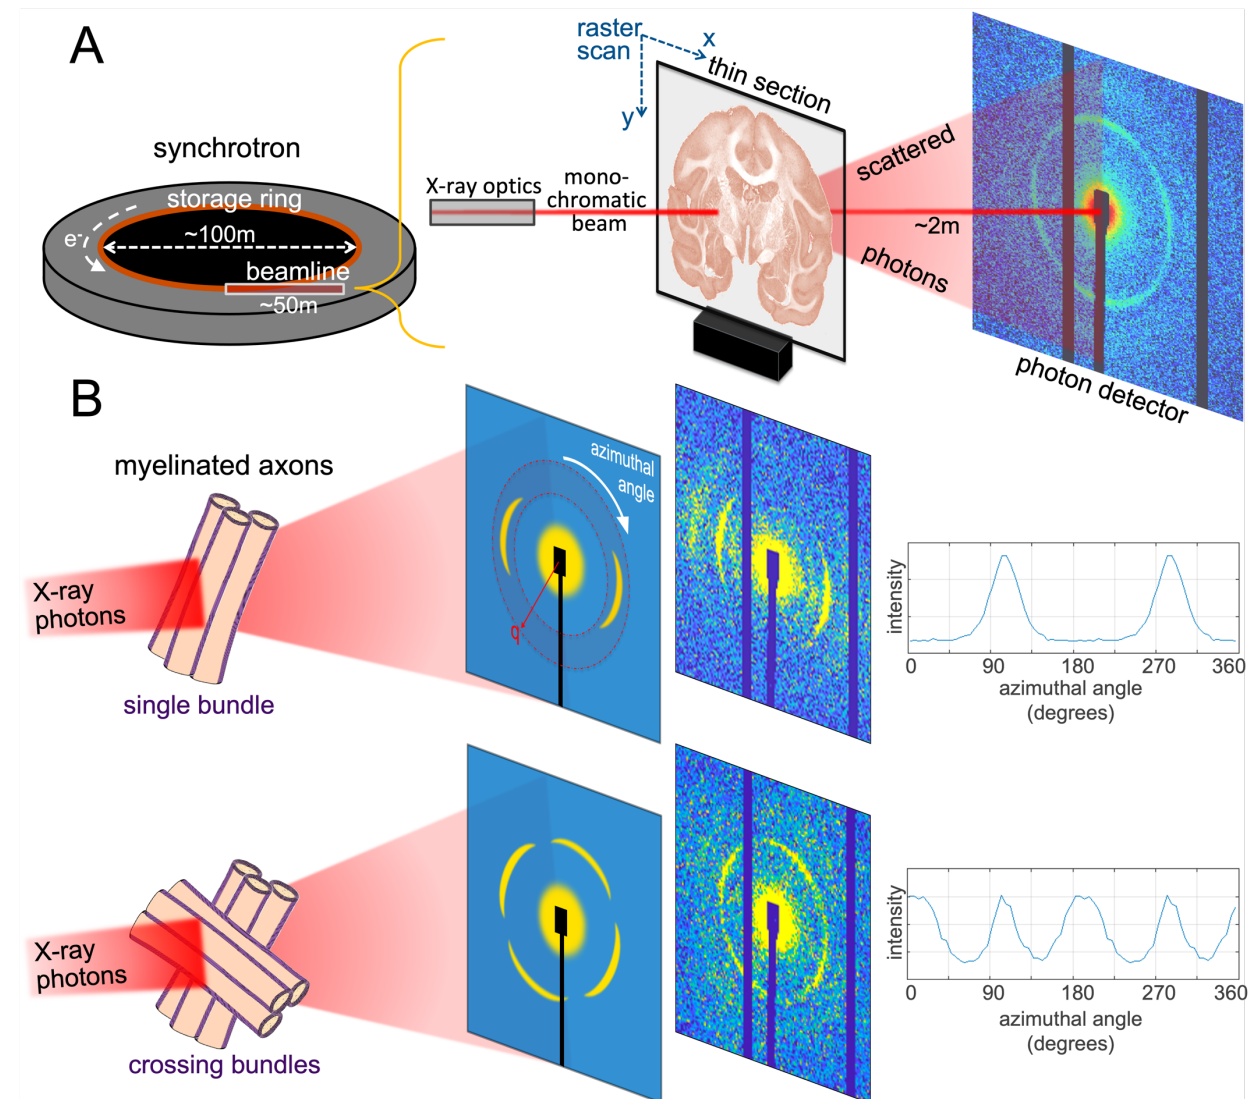 A
synchrotron
storage ring
e-
~100m
beamline
~50m
X-ray optics
mono-
chromatic
beam
raster
scan
x
y
thin section
scattered
photons
~2m
photon detector
B
myelinated axons
X-ray
photons
single bundle
azimuthal
angle
q
intensity
0 90 180 270 360
azimuthal angle
(degrees)
X-ray
photons
crossing bundles
intensity
0 90 180 270 360
azimuthal angle
(degrees)